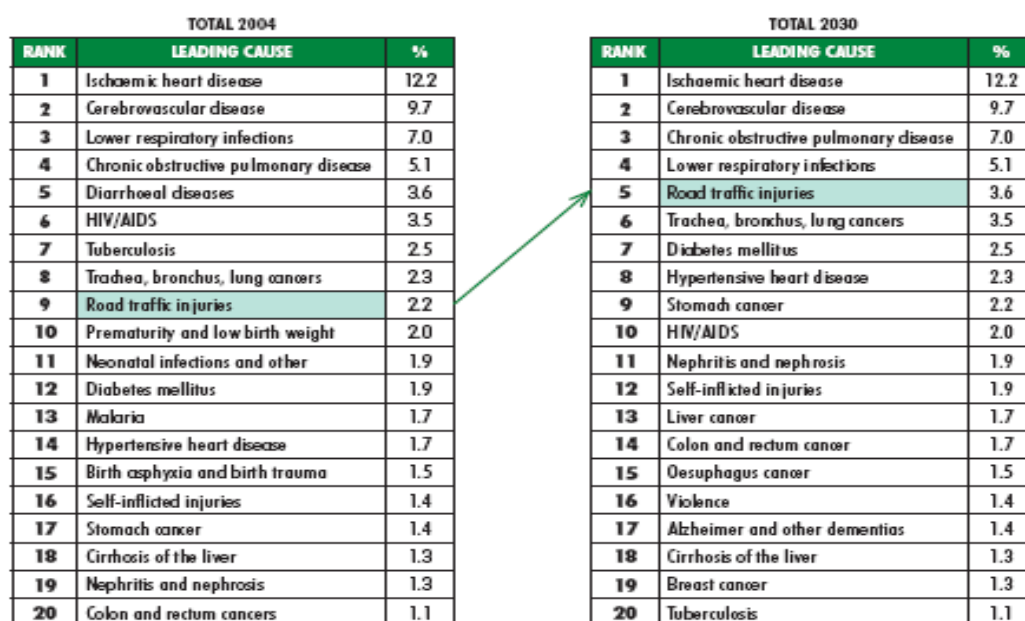 TOTAL 2004
RANK LEADING CAUSE %
1 Ischaemic heart disease 12.2
2 Cerebrovascular disease 9.7
3 Lower respiratory infections 7.0
4 Chronic obstructive pulmonary disease 5.1
5 Diarrhoeal diseases 3.6
6 HIV/AIDS 3.5
7 Tuberculosis 2.5
8 Trachea, bronchus, lung cancers 2.3
9 Road traffic injuries 2.2
10 Prematurity and low birth weight 2.0
11 Neonatal infections and other 1.9
12 Diabetes mellitus 1.9
13 Malaria 1.7
14 Hypertensive heart disease 1.7
15 Birth asphyxia and birth trauma 1.5
16 Self-inflicted injuries 1.4
17 Stomach cancer 1.4
18 Cirrhosis of the liver 1.3
19 Nephritis and nephrosis 1.3
20 Colon and rectum cancers 1.1
TOTAL 2030
RANK LEADING CAUSE %
1 Ischaemic heart disease 12.2
2 Cerebrovascular disease 9.7
3 Chronic obstructive pulmonary disease 7.0
4 Lower respiratory infections 5.1
5 Road traffic injuries 3.6
6 Trachea, bronchus, lung cancers 3.5
7 Diabetes mellitus 2.5
8 Hypertensive heart disease 2.3
9 Stomach cancer 2.2
10 HIV/AIDS 2.0
11 Nephritis and nephrosis 1.9
12 Self-inflicted injuries 1.9
13 Liver cancer 1.7
14 Colon and rectum cancer 1.7
15 Oesuphagus cancer 1.5
16 Violence 1.4
17 Alzheimer and other dementias 1.4
18 Cirrhosis of the liver 1.3
19 Breast cancer 1.3
20 Tuberculosis 1.1